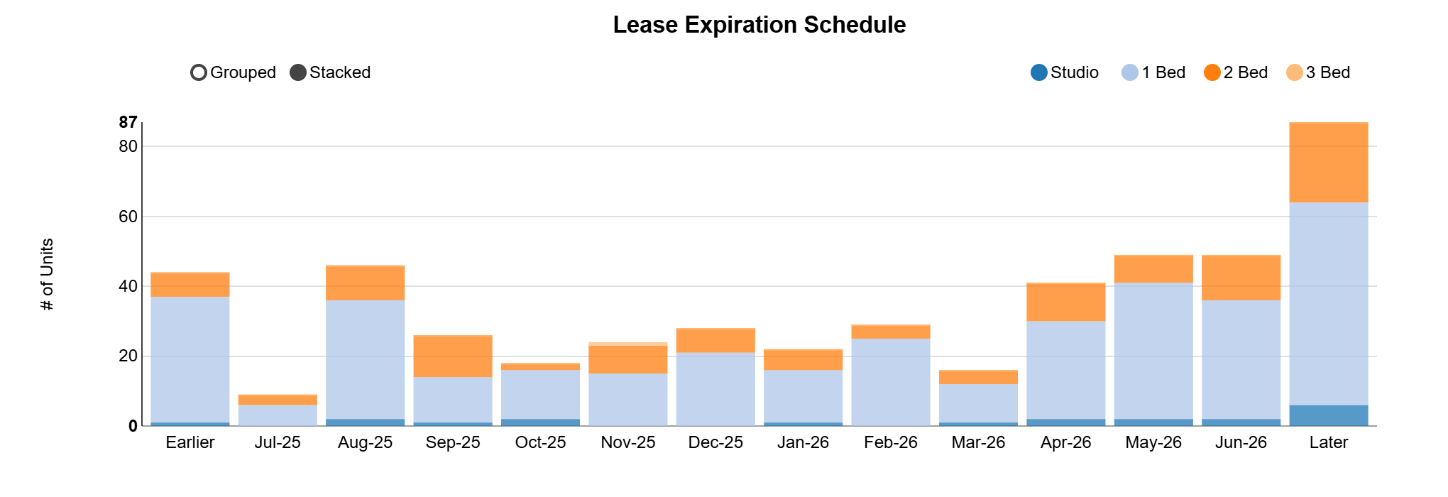 Lease Expiration Schedule
Grouped Stacked Studio 1 Bed 2 Bed 3 Bed
87
80
60
40
20
0
# of Units
Earlier Jul-25 Aug-25 Sep-25 Oct-25 Nov-25 Dec-25 Jan-26 Feb-26 Mar-26 Apr-26 May-26 Jun-26 Later